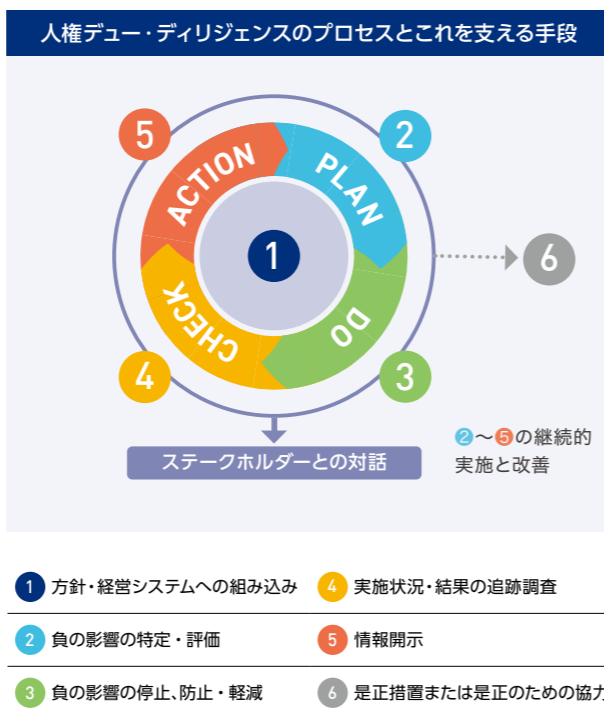 人権デュー・ディリジェンスのプロセスとこれを支える手段
5
2
ACTION
PLAN
1
6
CHECK
DO
4
3
ステークホルダーとの対話
2～5の継続的
実施と改善
1 方針・経営システムへの組み込み
4 実施状況・結果の追跡調査
2 負の影響の特定・評価
5 情報開示
3 負の影響の停止、防止・軽減
6 是正措置または是正のための協力